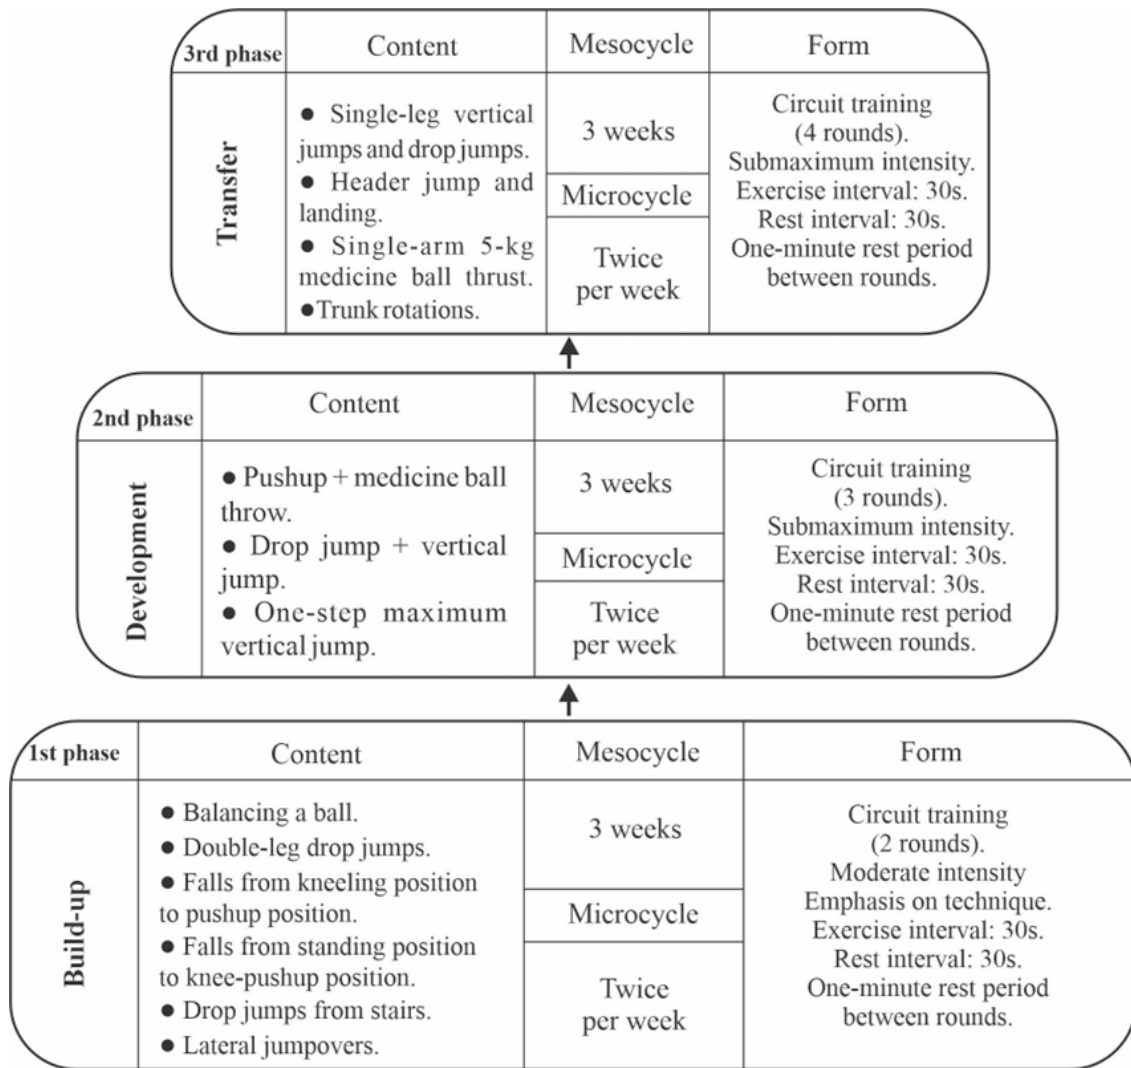 3rd phase
Content
Mesocycle
Form
Transfer
● Single-leg vertical
jumps and drop jumps.
● Header jump and
landing.
● Single-arm 5-kg
medicine ball thrust.
●Trunk rotations.
3 weeks
Microcycle
Twice
per week
Circuit training
(4 rounds).
Submaximum intensity.
Exercise interval: 30s.
Rest interval: 30s.
One-minute rest period
between rounds.
2nd phase
Content
Mesocycle
Form
Development
● Pushup + medicine ball
throw.
● Drop jump + vertical
jump.
● One-step maximum
vertical jump.
3 weeks
Microcycle
Twice
per week
Circuit training
(3 rounds).
Submaximum intensity.
Exercise interval: 30s.
Rest interval: 30s.
One-minute rest period
between rounds.
1st phase
Content
Mesocycle
Form
Build-up
● Balancing a ball.
● Double-leg drop jumps.
● Falls from kneeling position
to pushup position.
● Falls from standing position
to knee-pushup position.
● Drop jumps from stairs.
● Lateral jumpovers.
3 weeks
Microcycle
Twice
per week
Circuit training
(2 rounds).
Moderate intensity
Emphasis on technique.
Exercise interval: 30s.
Rest interval: 30s.
One-minute rest period
between rounds.